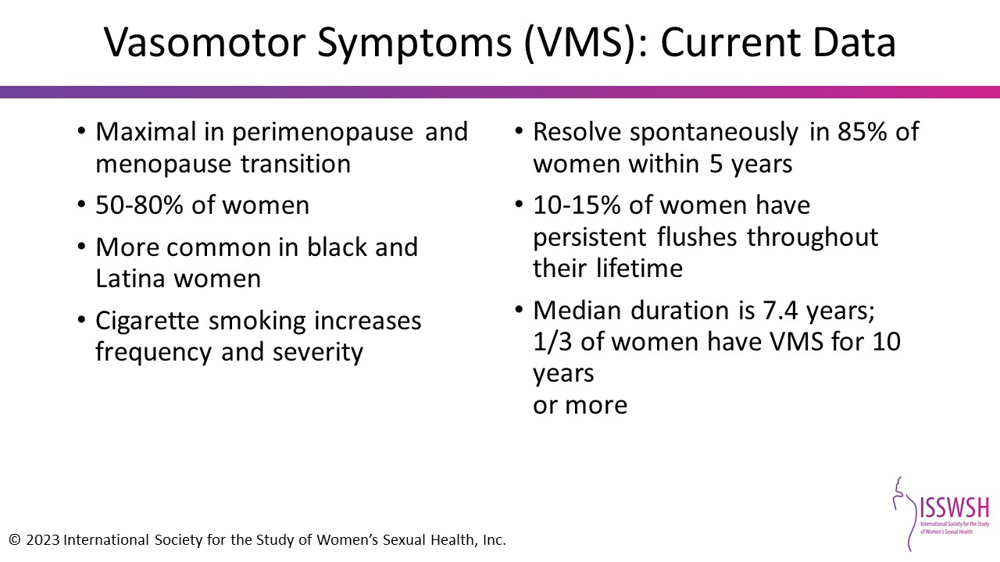 Vasomotor Symptoms (VMS): Current Data
• Maximal in perimenopause and
menopause transition
• 50-80% of women
• More common in black and
Latina women
• Cigarette smoking increases
frequency and severity
• Resolve spontaneously in 85% of
women within 5 years
• 10-15% of women have
persistent flushes throughout
their lifetime
• Median duration is 7.4 years;
1/3 of women have VMS for 10
years
or more
ISSWSH
International Society for the Study
of Women's Sexual Health
© 2023 International Society for the Study of Women’s Sexual Health, Inc.